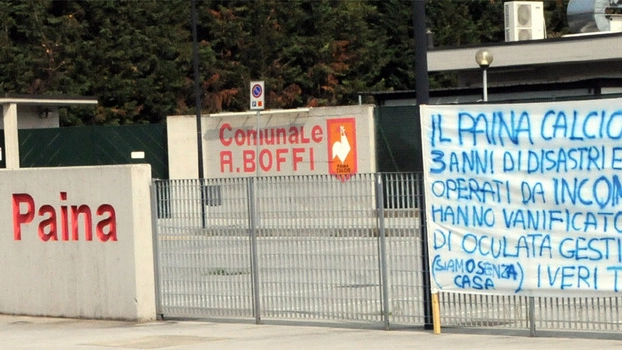 Paina
Comunale
A.BOFFI
IL PAINA CALCIO
3 ANNI DI DISASTRI E
OPERATI DA INCOM
HANNO VANIFICATO
DI OCULATA GESTI
(SIAMO SENZA CASA) I VERI T